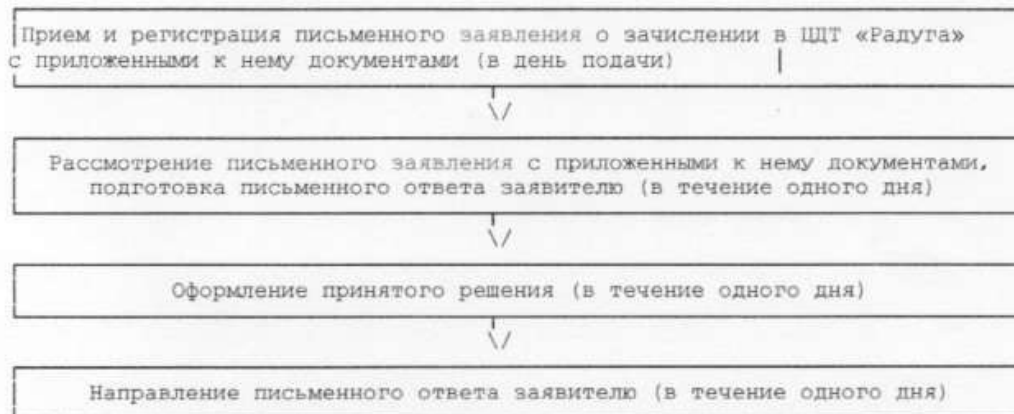 Прием и регистрация письменного заявления о зачислении в ЦДТ «Радуга»
с приложенными к нему документами (в день подачи)
Рассмотрение письменного заявления с приложенными к нему документами,
подготовка письменного ответа заявителю (в течение одного дня)
Оформление принятого решения (в течение одного дня)
Направление письменного ответа заявителю (в течение одного дня)